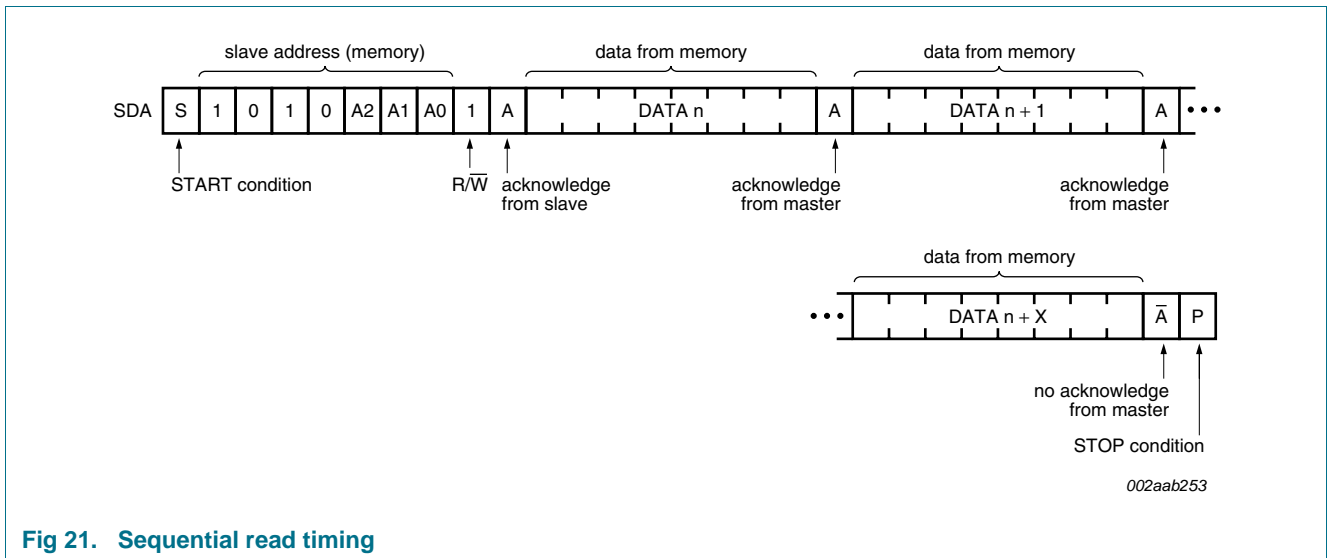 slave address (memory) data from memory data from memory
SDA S 1 0 1 0 A2 A1 A0 1 A DATA n A DATA n + 1 A •••
START condition R/W̅ acknowledge from slave acknowledge from master acknowledge from master
data from memory
••• DATA n + X A̅ P
no acknowledge
from master
STOP condition
002aab253
Fig 21. Sequential read timing